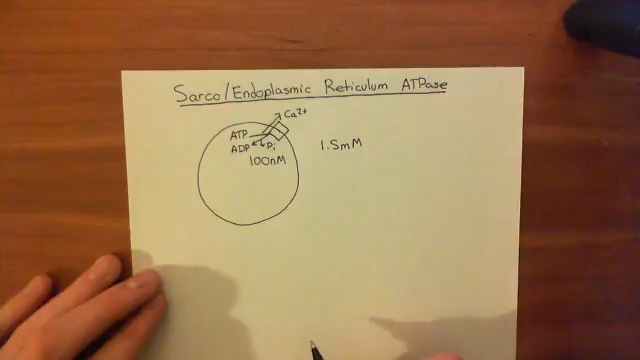 Sarco/Endoplasmic Reticulum ATPase
Ca2+
ATP
ADP Pi
100nM
1.5mM